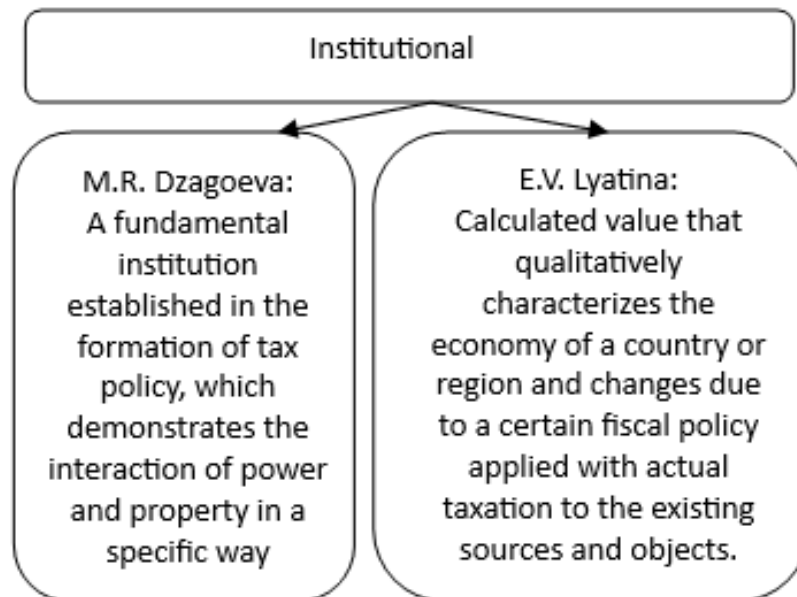 Institutional
M.R. Dzagoeva:
A fundamental
institution
established in the
formation of tax
policy, which
demonstrates the
interaction of power
and property in a
specific way
E.V. Lyatina:
Calculated value that
qualitatively
characterizes the
economy of a country or
region and changes due
to a certain fiscal policy
applied with actual
taxation to the existing
sources and objects.